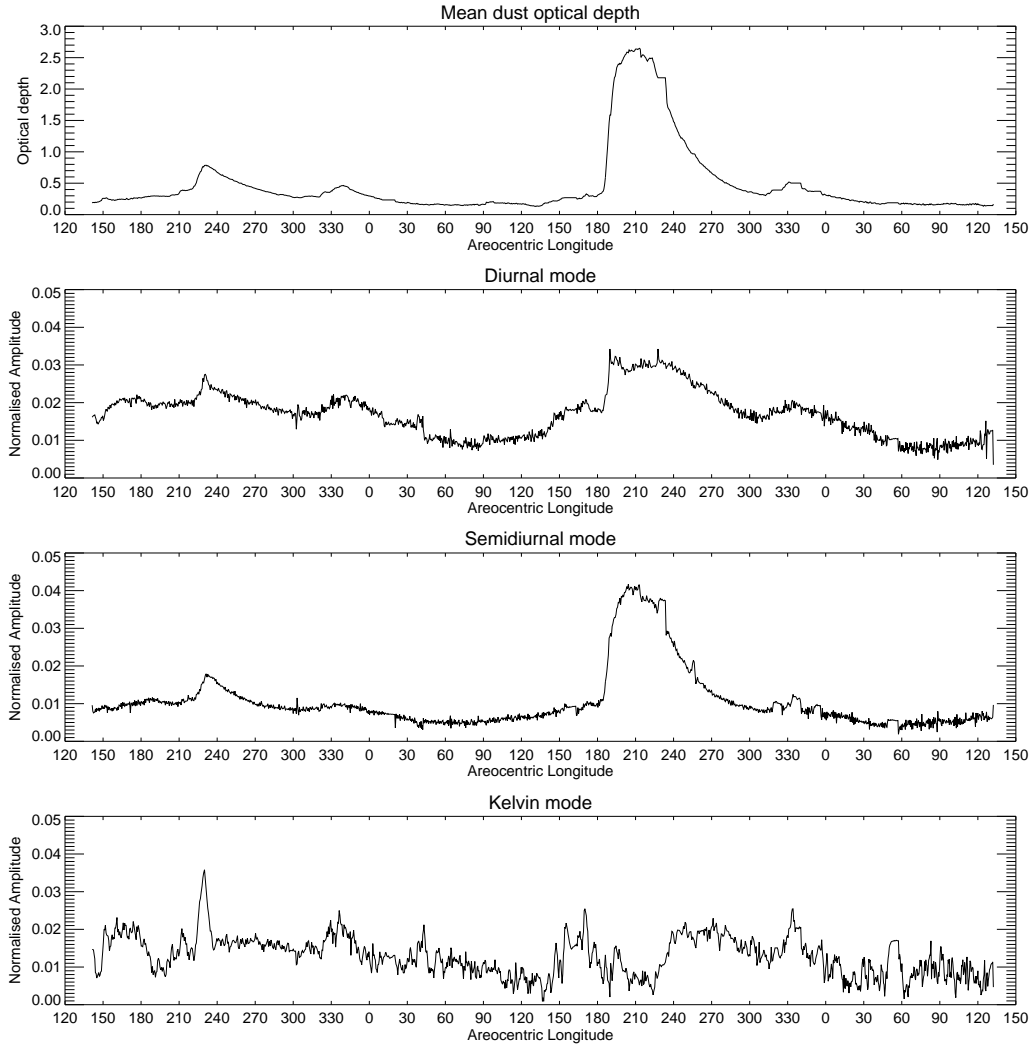 Mean dust optical depth
3.0
2.5
2.0
1.5
1.0
0.5
0.0
Optical depth
120 150 180 210 240 270 300 330 0 30 60 90 120 150 180 210 240 270 300 330 0 30 60 90 120 150
Areocentric Longitude
Diurnal mode
0.05
0.04
0.03
0.02
0.01
0.00
Normalised Amplitude
120 150 180 210 240 270 300 330 0 30 60 90 120 150 180 210 240 270 300 330 0 30 60 90 120 150
Areocentric Longitude
Semidiurnal mode
0.05
0.04
0.03
0.02
0.01
0.00
Normalised Amplitude
120 150 180 210 240 270 300 330 0 30 60 90 120 150 180 210 240 270 300 330 0 30 60 90 120 150
Areocentric Longitude
Kelvin mode
0.05
0.04
0.03
0.02
0.01
0.00
Normalised Amplitude
120 150 180 210 240 270 300 330 0 30 60 90 120 150 180 210 240 270 300 330 0 30 60 90 120 150
Areocentric Longitude